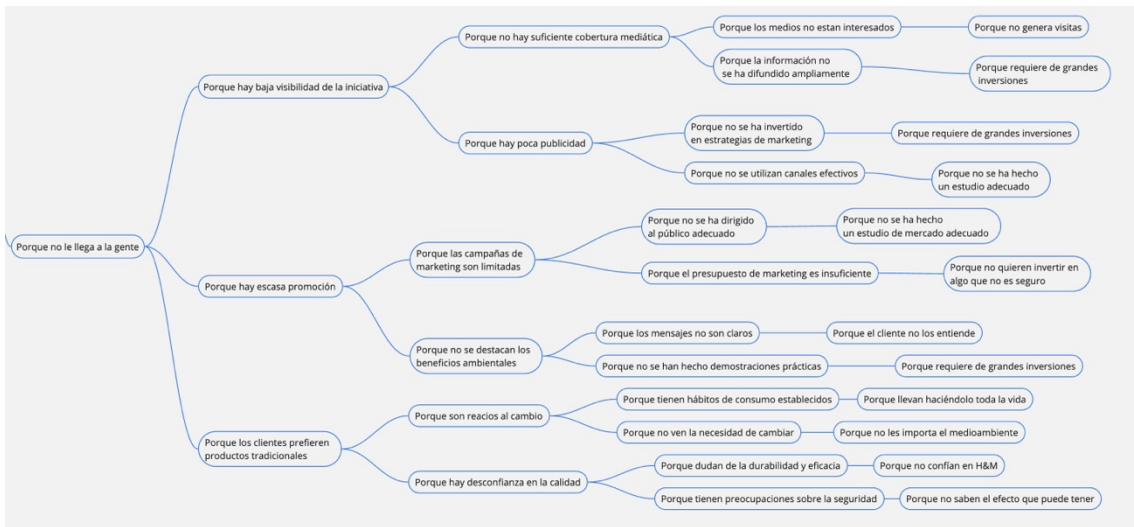 Porque no le llega a la gente
Porque hay baja visibilidad de la iniciativa
Porque no hay suficiente cobertura mediática
Porque los medios no estan interesados
Porque no genera visitas
Porque la información no
se ha difundido ampliamente
Porque requiere de grandes
inversiones
Porque hay poca publicidad
Porque no se ha invertido
en estrategias de marketing
Porque requiere de grandes inversiones
Porque no se utilizan canales efectivos
Porque no se ha hecho
un estudio adecuado
Porque hay escasa promoción
Porque las campañas de
marketing son limitadas
Porque no se ha dirigido
al público adecuado
Porque no se ha hecho
un estudio de mercado adecuado
Porque el presupuesto de marketing es insuficiente
Porque no quieren invertir en
algo que no es seguro
Porque no se destacan los
beneficios ambientales
Porque los mensajes no son claros
Porque el cliente no los entiende
Porque no se han hecho demostraciones prácticas
Porque requiere de grandes inversiones
Porque los clientes prefieren
productos tradicionales
Porque son reacios al cambio
Porque tienen hábitos de consumo establecidos
Porque llevan haciéndolo toda la vida
Porque no ven la necesidad de cambiar
Porque no les importa el medioambiente
Porque hay desconfianza en la calidad
Porque dudan de la durabilidad y eficacia
Porque no confían en H&M
Porque tienen preocupaciones sobre la seguridad
Porque no saben el efecto que puede tener